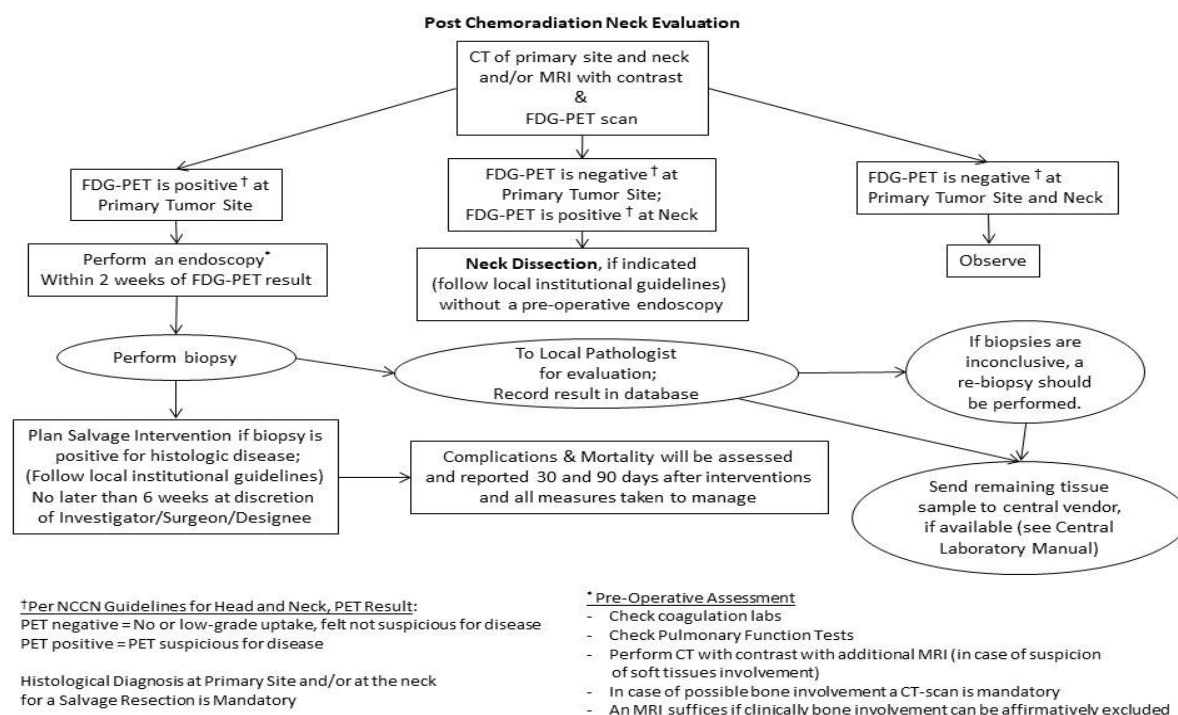 Post Chemoradiation Neck Evaluation
CT of primary site and neck
and/or MRI with contrast
&
FDG-PET scan
FDG-PET is positive † at
Primary Tumor Site
FDG-PET is negative † at
Primary Tumor Site;
FDG-PET is positive † at Neck
FDG-PET is negative † at
Primary Tumor Site and Neck
Perform an endoscopy*
Within 2 weeks of FDG-PET result
Neck Dissection, if indicated
(follow local institutional guidelines)
without a pre-operative endoscopy
Observe
Perform biopsy
To Local Pathologist
for evaluation;
Record result in database
If biopsies are
inconclusive, a
re-biopsy should
be performed.
Plan Salvage Intervention if biopsy is
positive for histologic disease;
(Follow local institutional guidelines)
No later than 6 weeks at discretion
of Investigator/Surgeon/Designee
Complications & Mortality will be assessed
and reported 30 and 90 days after interventions
and all measures taken to manage
Send remaining tissue
sample to central vendor,
if available (see Central
Laboratory Manual)
†Per NCCN Guidelines for Head and Neck, PET Result:
PET negative = No or low-grade uptake, felt not suspicious for disease
PET positive = PET suspicious for disease
Histological Diagnosis at Primary Site and/or at the neck
for a Salvage Resection is Mandatory
* Pre-Operative Assessment
- Check coagulation labs
- Check Pulmonary Function Tests
- Perform CT with contrast with additional MRI (in case of suspicion
of soft tissues involvement)
- In case of possible bone involvement a CT-scan is mandatory
- An MRI suffices if clinically bone involvement can be affirmatively excluded